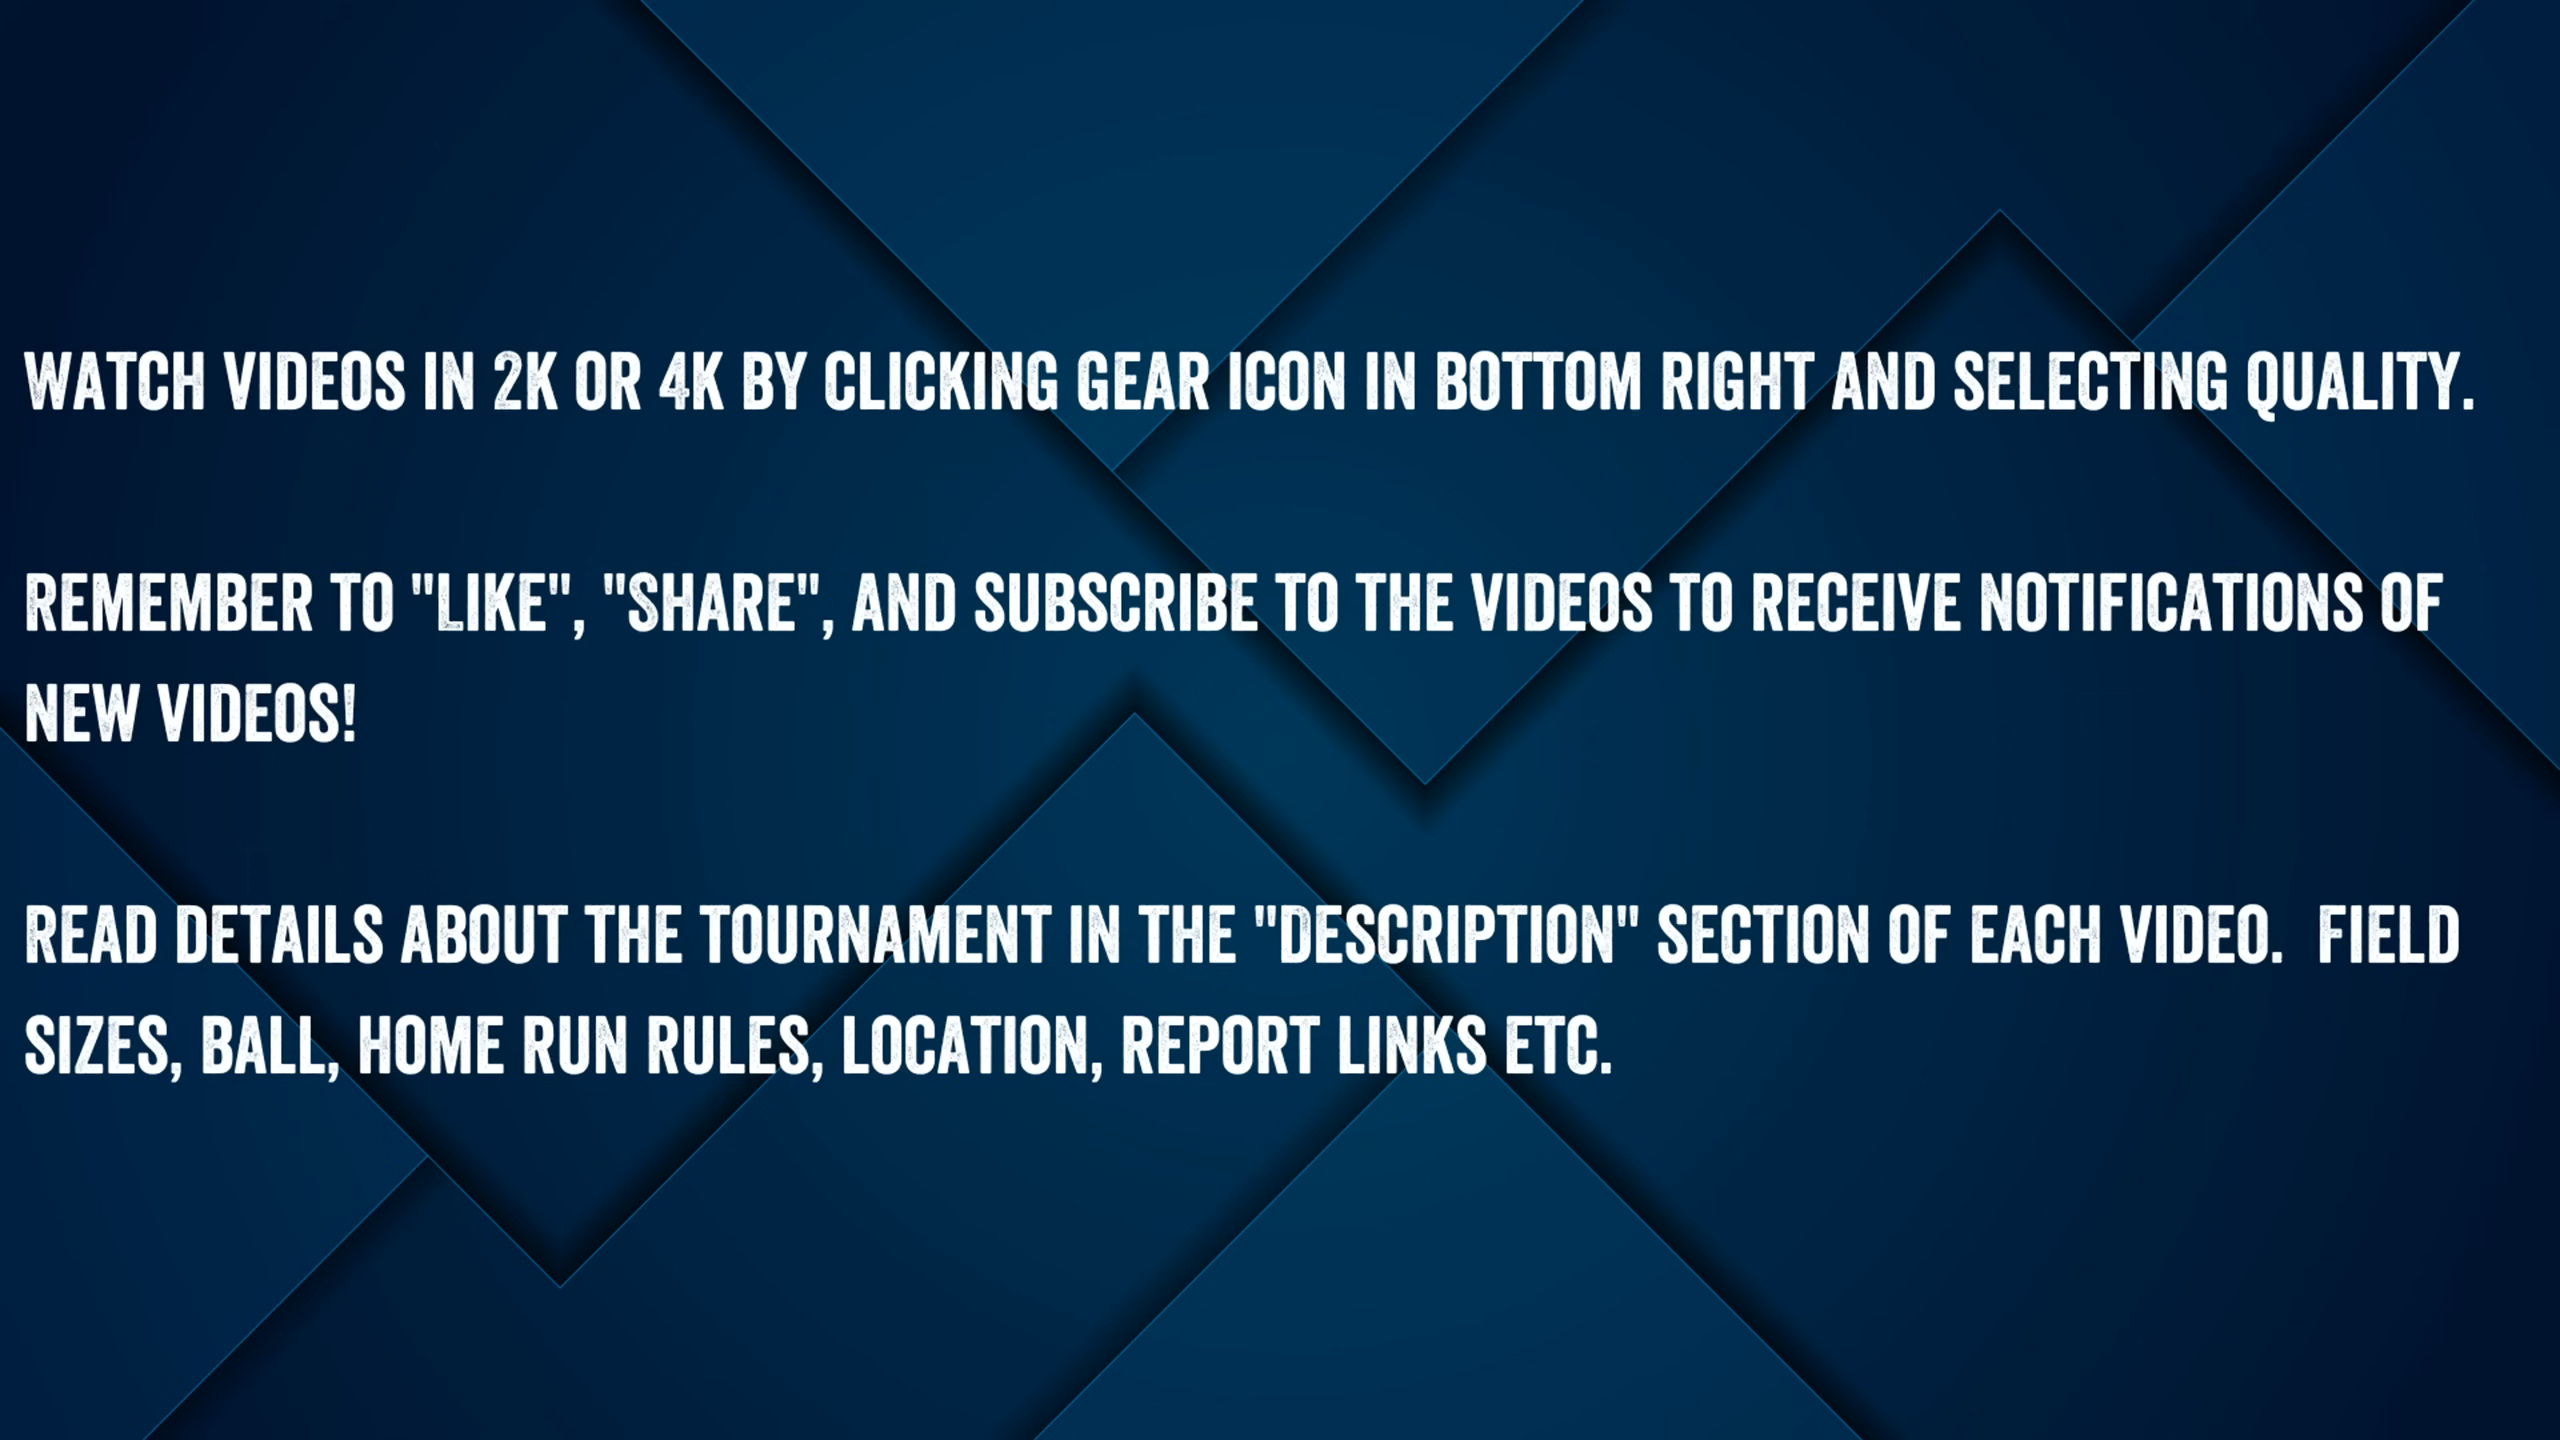 WATCH VIDEOS IN 2K OR 4K BY CLICKING GEAR ICON IN BOTTOM RIGHT AND SELECTING QUALITY.
REMEMBER TO "LIKE", "SHARE", AND SUBSCRIBE TO THE VIDEOS TO RECEIVE NOTIFICATIONS OF
NEW VIDEOS!
READ DETAILS ABOUT THE TOURNAMENT IN THE "DESCRIPTION" SECTION OF EACH VIDEO.  FIELD
SIZES, BALL, HOME RUN RULES, LOCATION, REPORT LINKS ETC.